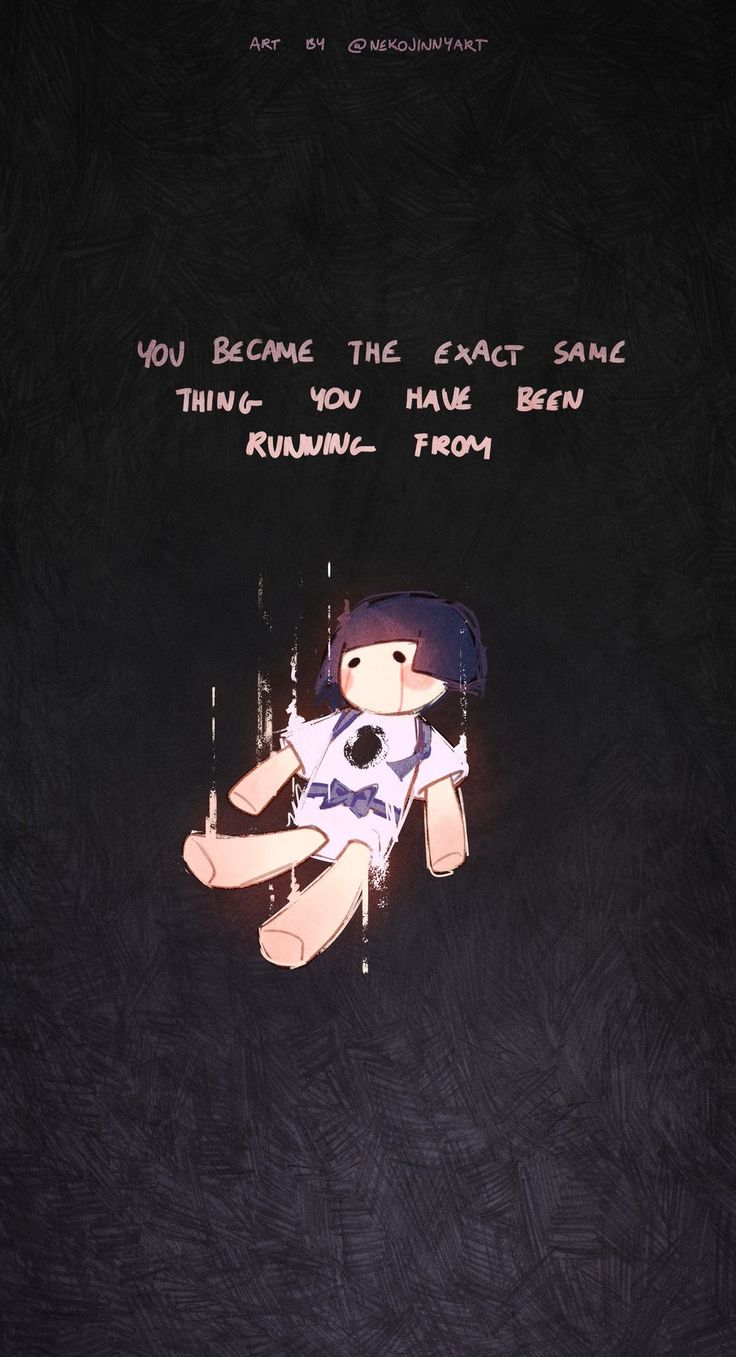 ART BY @NEKOJINNYART
YOU BECAME THE EXACT SAME
THING YOU HAVE BEEN
RUNNING FROM